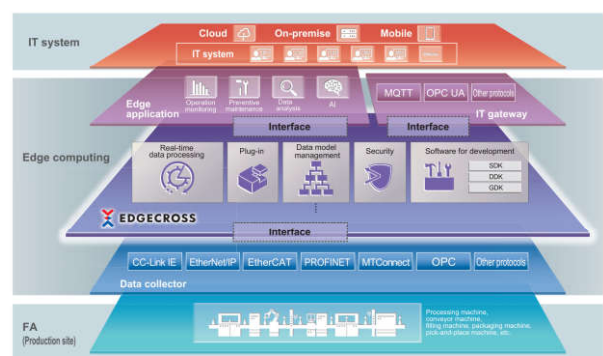 IT system
Cloud
On-premise
Mobile
IT system
Edge computing
Operation
monitoring
Preventive
maintenance
Data
analysis
AI
Edge
application
MQTT
OPC UA
Other protocols
IT gateway
Interface
Interface
Real-time
data processing
Plug-in
Data model
management
Security
Software for development
SDK
DDK
GDK
EDGECROSS
Interface
CC-Link IE
EtherNet/IP
EtherCAT
PROFINET
MTConnect
OPC
Other protocols
Data collector
FA
(Production site)
Processing machine,
conveyor machine,
filling machine, packaging machine,
pick-and-place machine, etc.